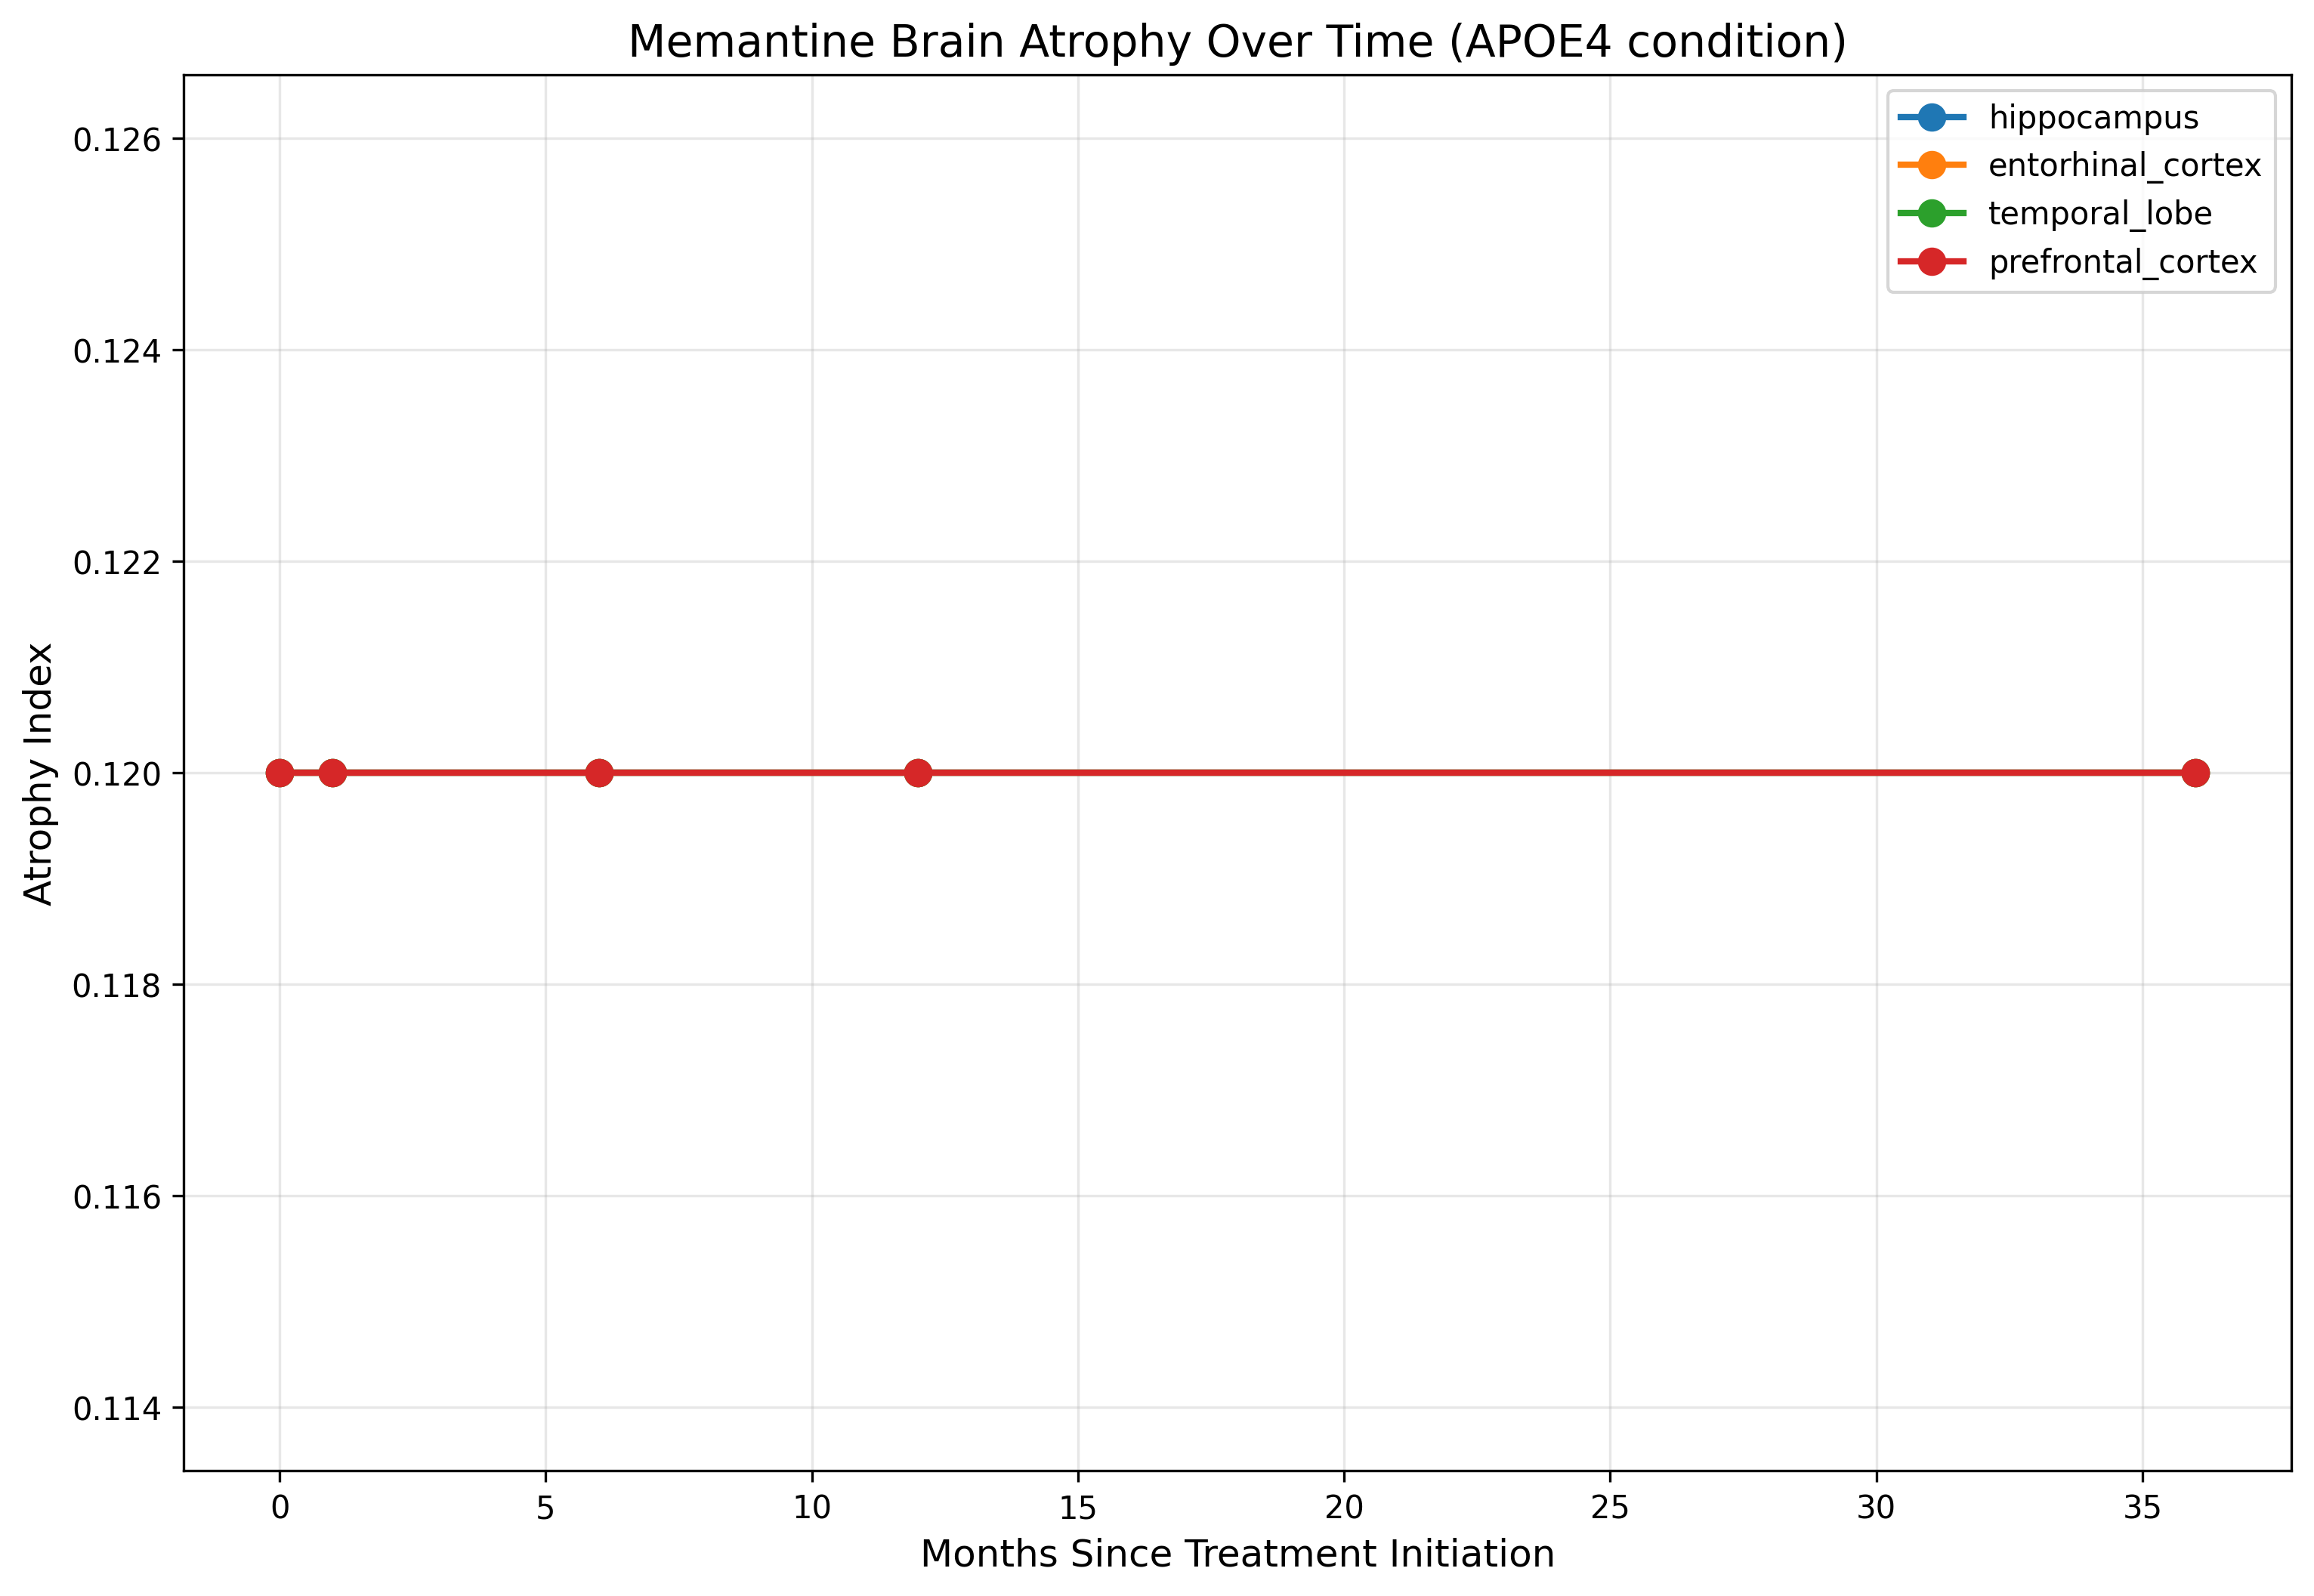 Memantine Brain Atrophy Over Time (APOE4 condition)
hippocampus
entorhinal_cortex
temporal_lobe
prefrontal_cortex
Atrophy Index
0.126
0.124
0.122
0.120
0.118
0.116
0.114
0 5 10 15 20 25 30 35
Months Since Treatment Initiation